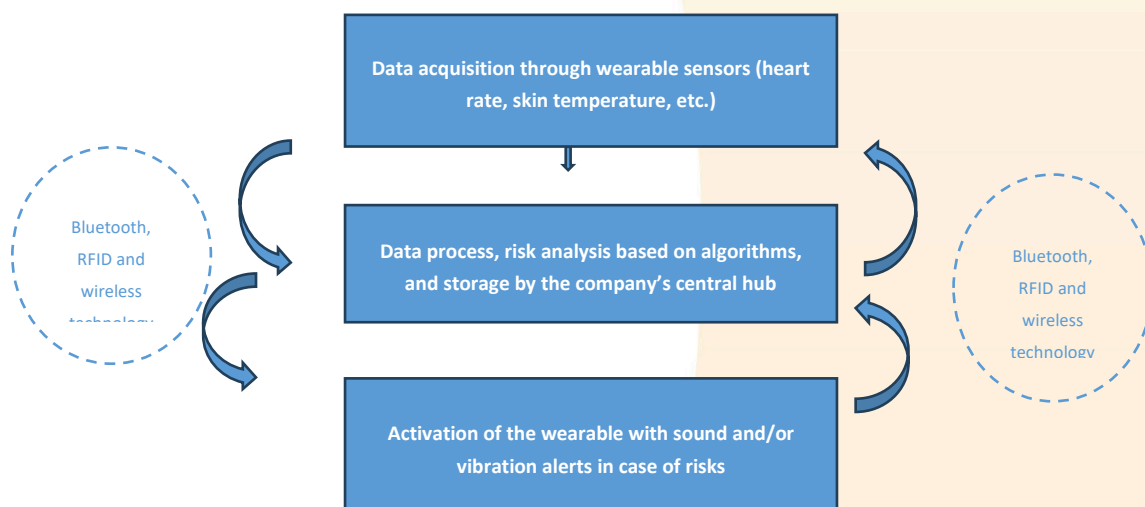 Data acquisition through wearable sensors (heart
rate, skin temperature, etc.)
Bluetooth,
RFID and
wireless
technology
Data process, risk analysis based on algorithms,
and storage by the company's central hub
Bluetooth,
RFID and
wireless
technology
Activation of the wearable with sound and/or
vibration alerts in case of risks